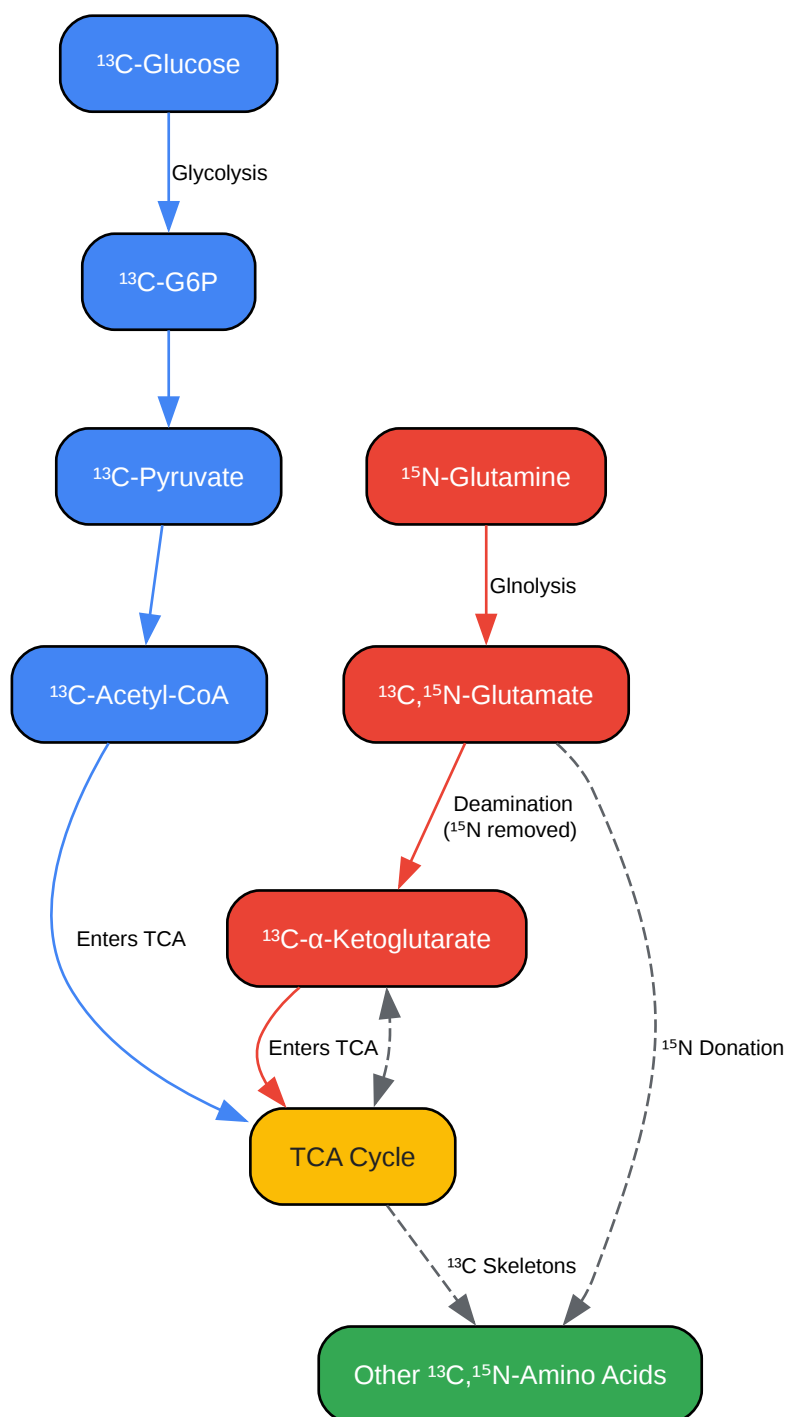 ¹³C-Glucose
Glycolysis
¹³C-G6P
¹³C-Pyruvate
¹⁵N-Glutamine
Glnolysis
¹³C-Acetyl-CoA
¹³C,¹⁵N-Glutamate
Deamination
(¹⁵N removed)
¹³C-α-Ketoglutarate
Enters TCA
Enters TCA
¹⁵N Donation
TCA Cycle
¹³C Skeletons
Other ¹³C,¹⁵N-Amino Acids